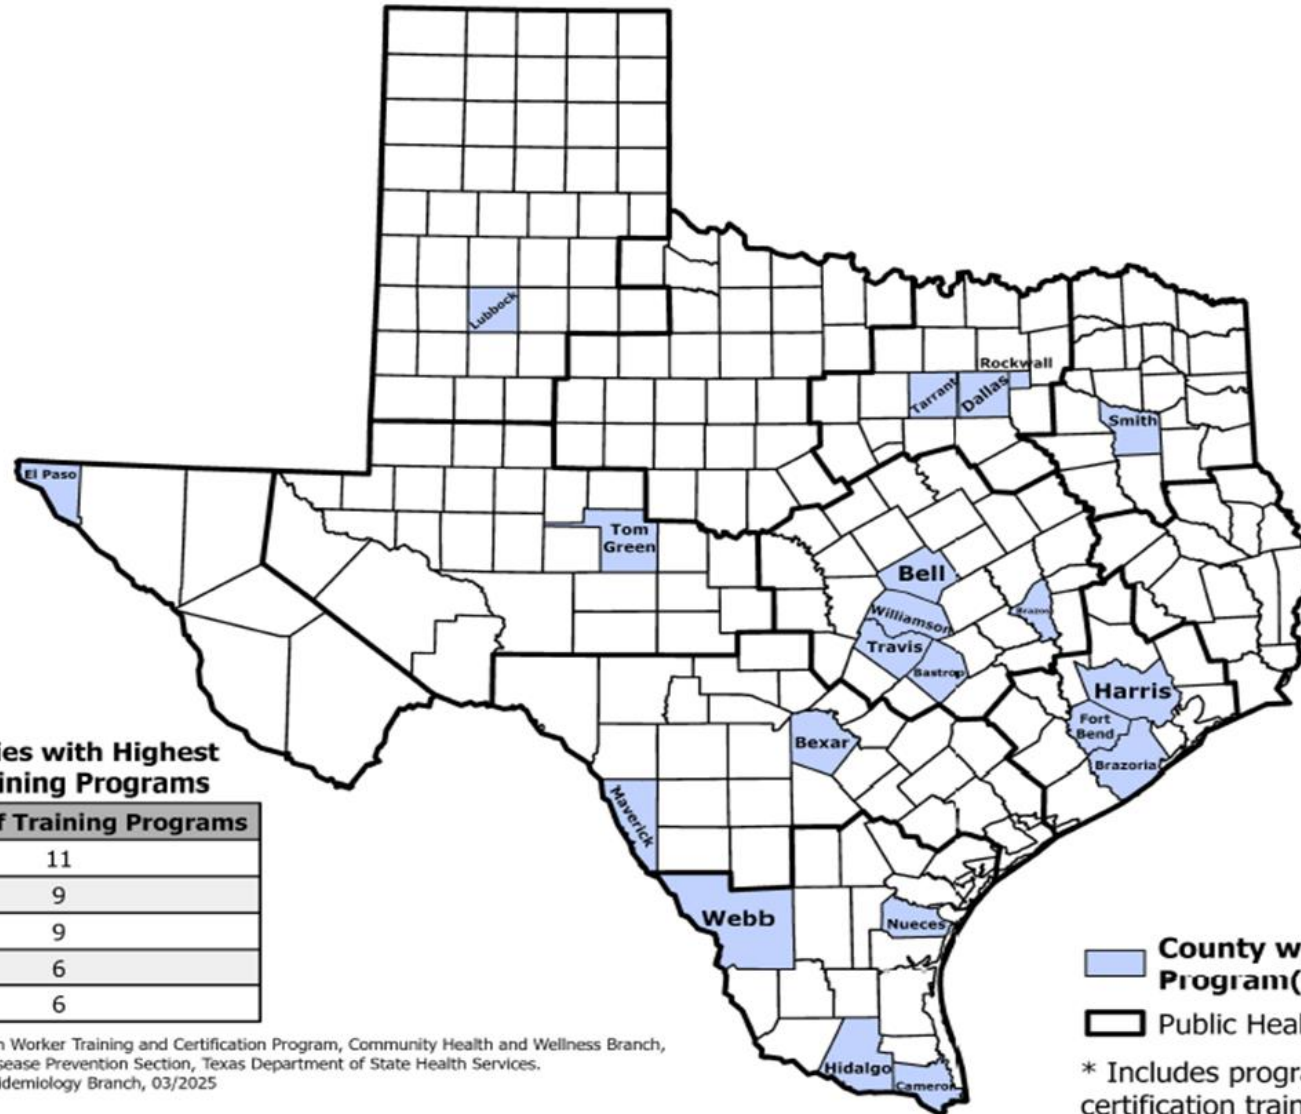 Lubbock
Rockwall
Tarrant
Dallas
Smith
El Paso
Tom
Green
Bell
Williamson
Brazos
Travis
Bastrop
Harris
Fort
Bend
Bexar
Brazoria
Maverick
Webb
Nueces
Hidalgo
Cameron
ies with Highest
ining Programs
f Training Programs
11
9
9
6
6
n Worker Training and Certification Program, Community Health and Wellness Branch,
sease Prevention Section, Texas Department of State Health Services.
idemiology Branch, 03/2025
County w
Program(
Public Heal
* Includes progra
certification train